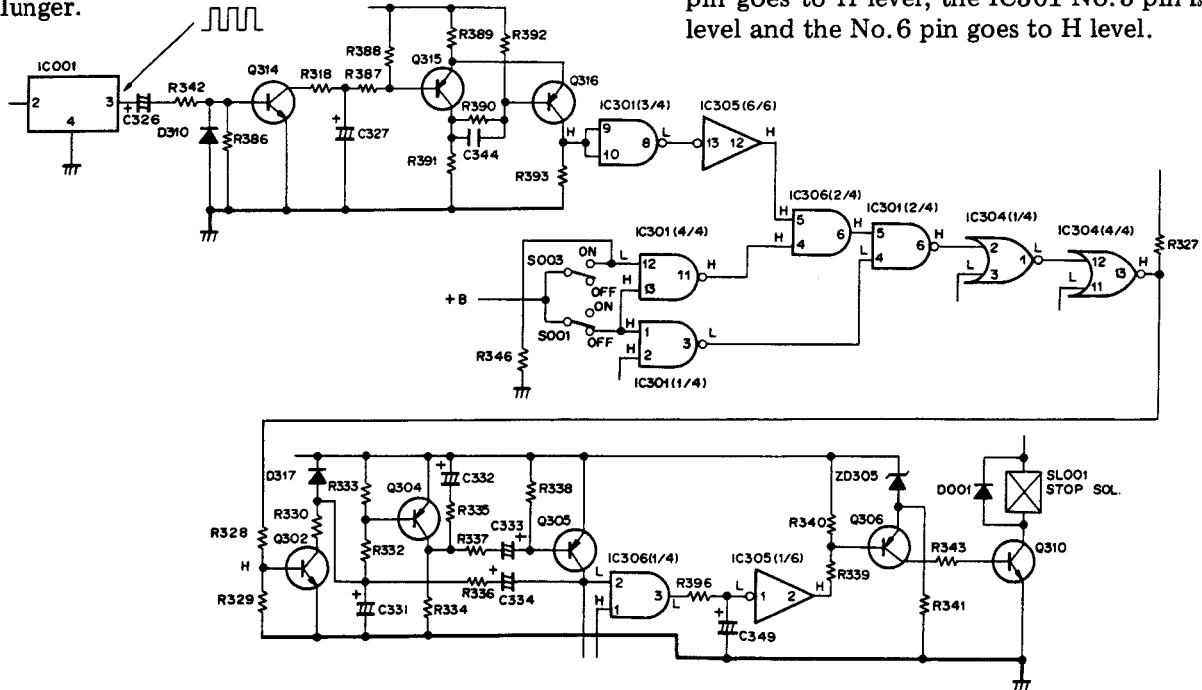 lunger.
pin goes to H level, the IC301 No.3 pin is
level and the No.6 pin goes to H level.
IC001
2
3
4
C326
R342
D310
R386
Q314
R318
R387
C327
R388
Q315
R389
R392
R390
C344
R391
Q316
H
R393
IC301(3/4)
9
10
8
L
IC305(6/6)
13 12
H
IC306(2/4)
H
5
H
4
6
H
IC301(2/4)
5
L
4
6
H
IC304(1/4)
2
L
3
1
L
IC304(4/4)
12
L
11
13
H
R327
IC301(4/4)
L
12
H
13
11
H
S003
ON
OFF
+B
S001
ON
OFF
R346
H
1
H
2
3
L
IC301(1/4)
D317
R333
R330
R328
Q302
H
R329
R332
C331
Q304
R334
C332
R335
R337
C333
R338
Q305
R336
C334
IC306(1/4)
L
2
H
1
3
L
R396
C349
IC305(1/6)
L
1 2
H
R340
R339
ZD305
Q306
R343
R341
D001
SL001
STOP SOL.
Q310